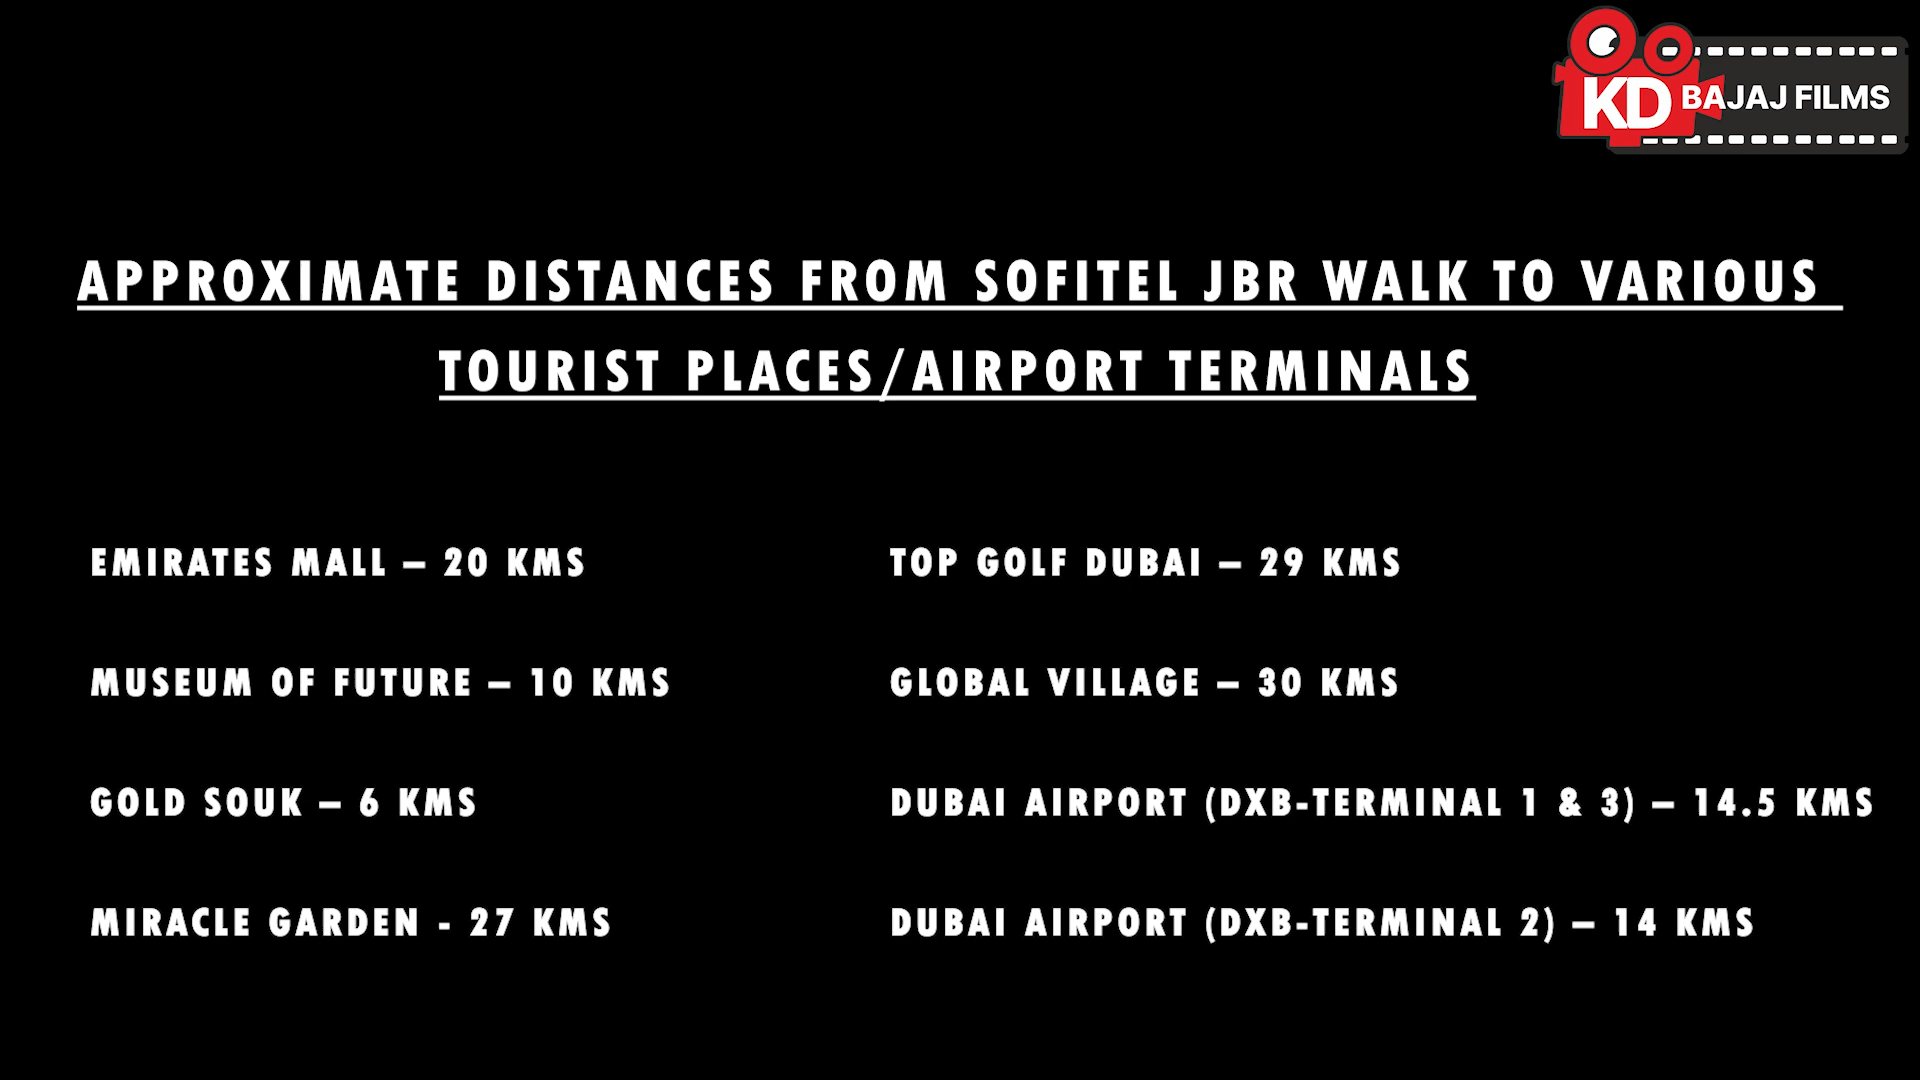 KD BAJAJ FILMS
APPROXIMATE DISTANCES FROM SOFITEL JBR WALK TO VARIOUS
TOURIST PLACES/AIRPORT TERMINALS
EMIRATES MALL – 20 KMS
MUSEUM OF FUTURE – 10 KMS
GOLD SOUK – 6 KMS
MIRACLE GARDEN - 27 KMS
TOP GOLF DUBAI – 29 KMS
GLOBAL VILLAGE – 30 KMS
DUBAI AIRPORT (DXB-TERMINAL 1 & 3) – 14.5 KMS
DUBAI AIRPORT (DXB-TERMINAL 2) – 14 KMS